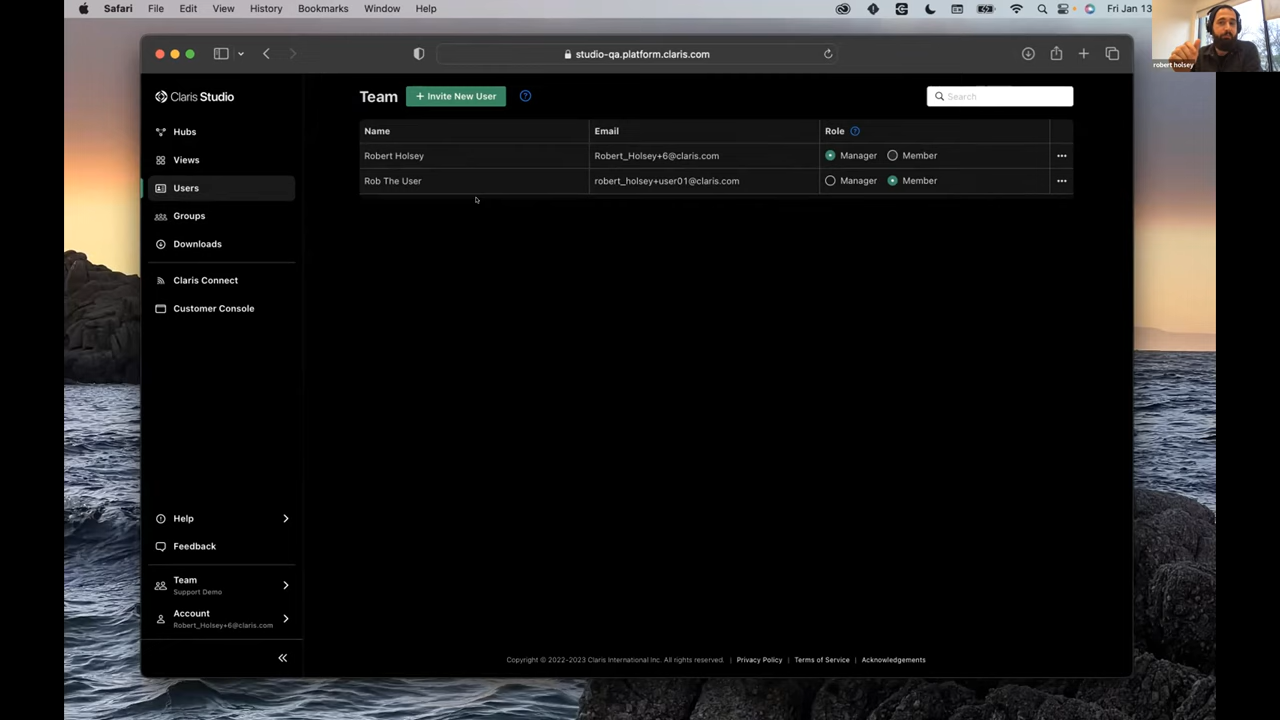 Safari File Edit View History Bookmarks Window Help Fri Jan 13
robert holsey
studio-qa.platform.claris.com
Claris Studio
Hubs
Views
Users
Groups
Downloads
Claris Connect
Customer Console
Help
Feedback
Team
Support Demo
Account
Robert_Holsey+6@claris.com
Team + Invite New User ? Search
Name Email Role ?
Robert Holsey Robert_Holsey+6@claris.com Manager Member •••
Rob The User robert_holsey+user01@claris.com Manager Member •••
Copyright © 2022-2023 Claris International Inc. All rights reserved. Privacy Policy Terms of Service Acknowledgements